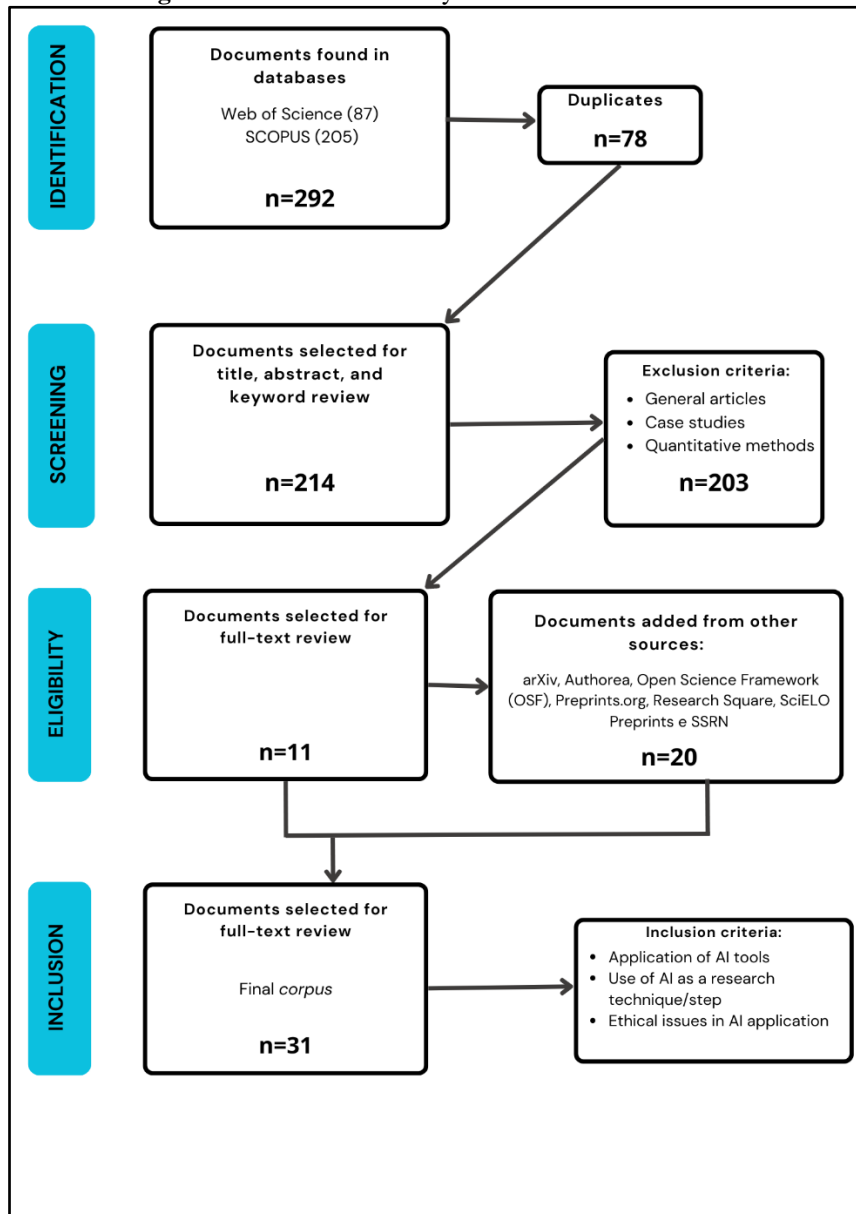 IDENTIFICATION
Documents found in
databases
Web of Science (87)
SCOPUS (205)
n=292
Duplicates
n=78
SCREENING
Documents selected for
title, abstract, and
keyword review
n=214
Exclusion criteria:
• General articles
• Case studies
• Quantitative methods
n=203
ELIGIBILITY
Documents selected for
full-text review
n=11
Documents added from other
sources:
arXiv, Authorea, Open Science Framework
(OSF), Preprints.org, Research Square, SciELO
Preprints e SSRN
n=20
INCLUSION
Documents selected for
full-text review
Final corpus
n=31
Inclusion criteria:
• Application of AI tools
• Use of AI as a research
technique/step
• Ethical issues in AI application